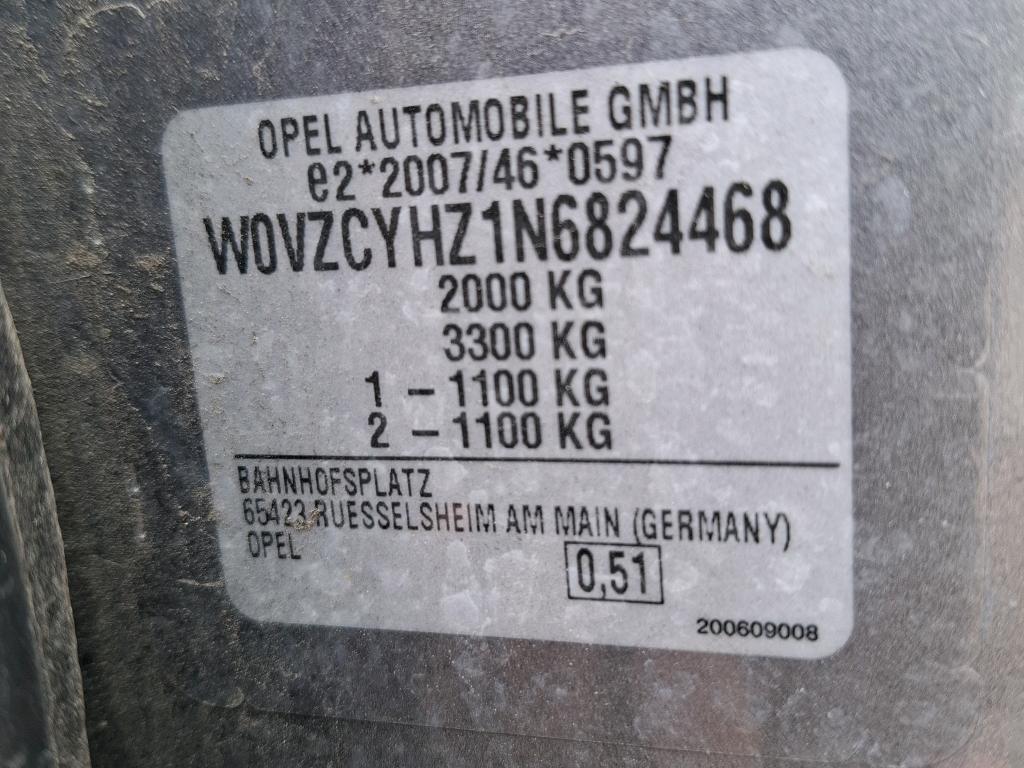 OPEL AUTOMOBILE GMBH
e2*2007/46*0597
W0VZCYHZ1N6824468
2000 KG
3300 KG
1 - 1100 KG
2 - 1100 KG
BAHNHOFSPLATZ
65423 RUESSELSHEIM AM MAIN (GERMANY)
OPEL
0,51
200609008